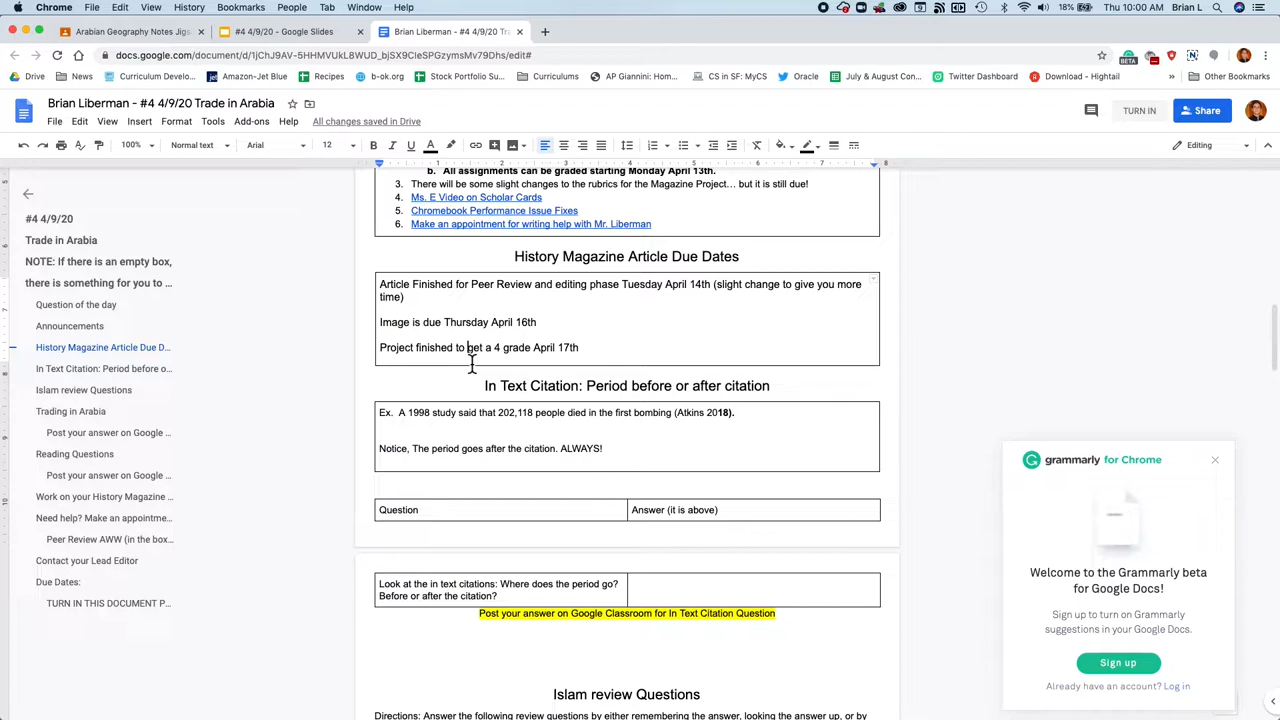 Chrome File Edit View History Bookmarks People Tab Window Help 18% Thu 10:00 AM Brian L
Arabian Geography Notes Jigs #4 4/9/20 - Google Slides Brian Liberman - #4 4/9/20 Trad
docs.google.com/document/d/1jChJ9AV-5HHMVUkL8WUD_bjSX9CIeSPGzymsMv79Dhs/edit#
BETA
Drive News Curriculum Devel... Amazon-Jet Blue Recipes b-ok.org Stock Portfolio Su... Curriculums AP Giannini: Hom... CS in SF: MyCS Oracle July & August Con... Twitter Dashboard Download - Hightail » Other Bookmarks
Brian Liberman - #4 4/9/20 Trade in Arabia
File Edit View Insert Format Tools Add-ons Help All changes saved in Drive
TURN IN Share
100% Normal text Arial 12 B I U A Editing
1 2 3 4 5 6 7 8
#4 4/9/20
Trade in Arabia
NOTE: If there is an empty box,
there is something for you to ...
Question of the day
Announcements
History Magazine Article Due D...
In Text Citation: Period before o...
Islam review Questions
Trading in Arabia
Post your answer on Google ...
Reading Questions
Post your answer on Google ...
Work on your History Magazine ...
Need help? Make an appointme...
Peer Review AWW (in the box...
Contact your Lead Editor
Due Dates:
TURN IN THIS DOCUMENT P...
b. All assignments can be graded starting Monday April 13th.
3. There will be some slight changes to the rubrics for the Magazine Project... but it is still due!
4. Ms. E Video on Scholar Cards
5. Chromebook Performance Issue Fixes
6. Make an appointment for writing help with Mr. Liberman
History Magazine Article Due Dates
Article Finished for Peer Review and editing phase Tuesday April 14th (slight change to give you more
time)
Image is due Thursday April 16th
Project finished to get a 4 grade April 17th
In Text Citation: Period before or after citation
Ex. A 1998 study said that 202,118 people died in the first bombing (Atkins 2018).
Notice, The period goes after the citation. ALWAYS!
Question Answer (it is above)
Look at the in text citations: Where does the period go?
Before or after the citation?
Post your answer on Google Classroom for In Text Citation Question
Islam review Questions
Directions: Answer the following review questions by either remembering the answer, looking the answer up, or by
grammarly for Chrome
Welcome to the Grammarly beta
for Google Docs!
Sign up to turn on Grammarly
suggestions in your Google Docs.
Sign up
Already have an account? Log in